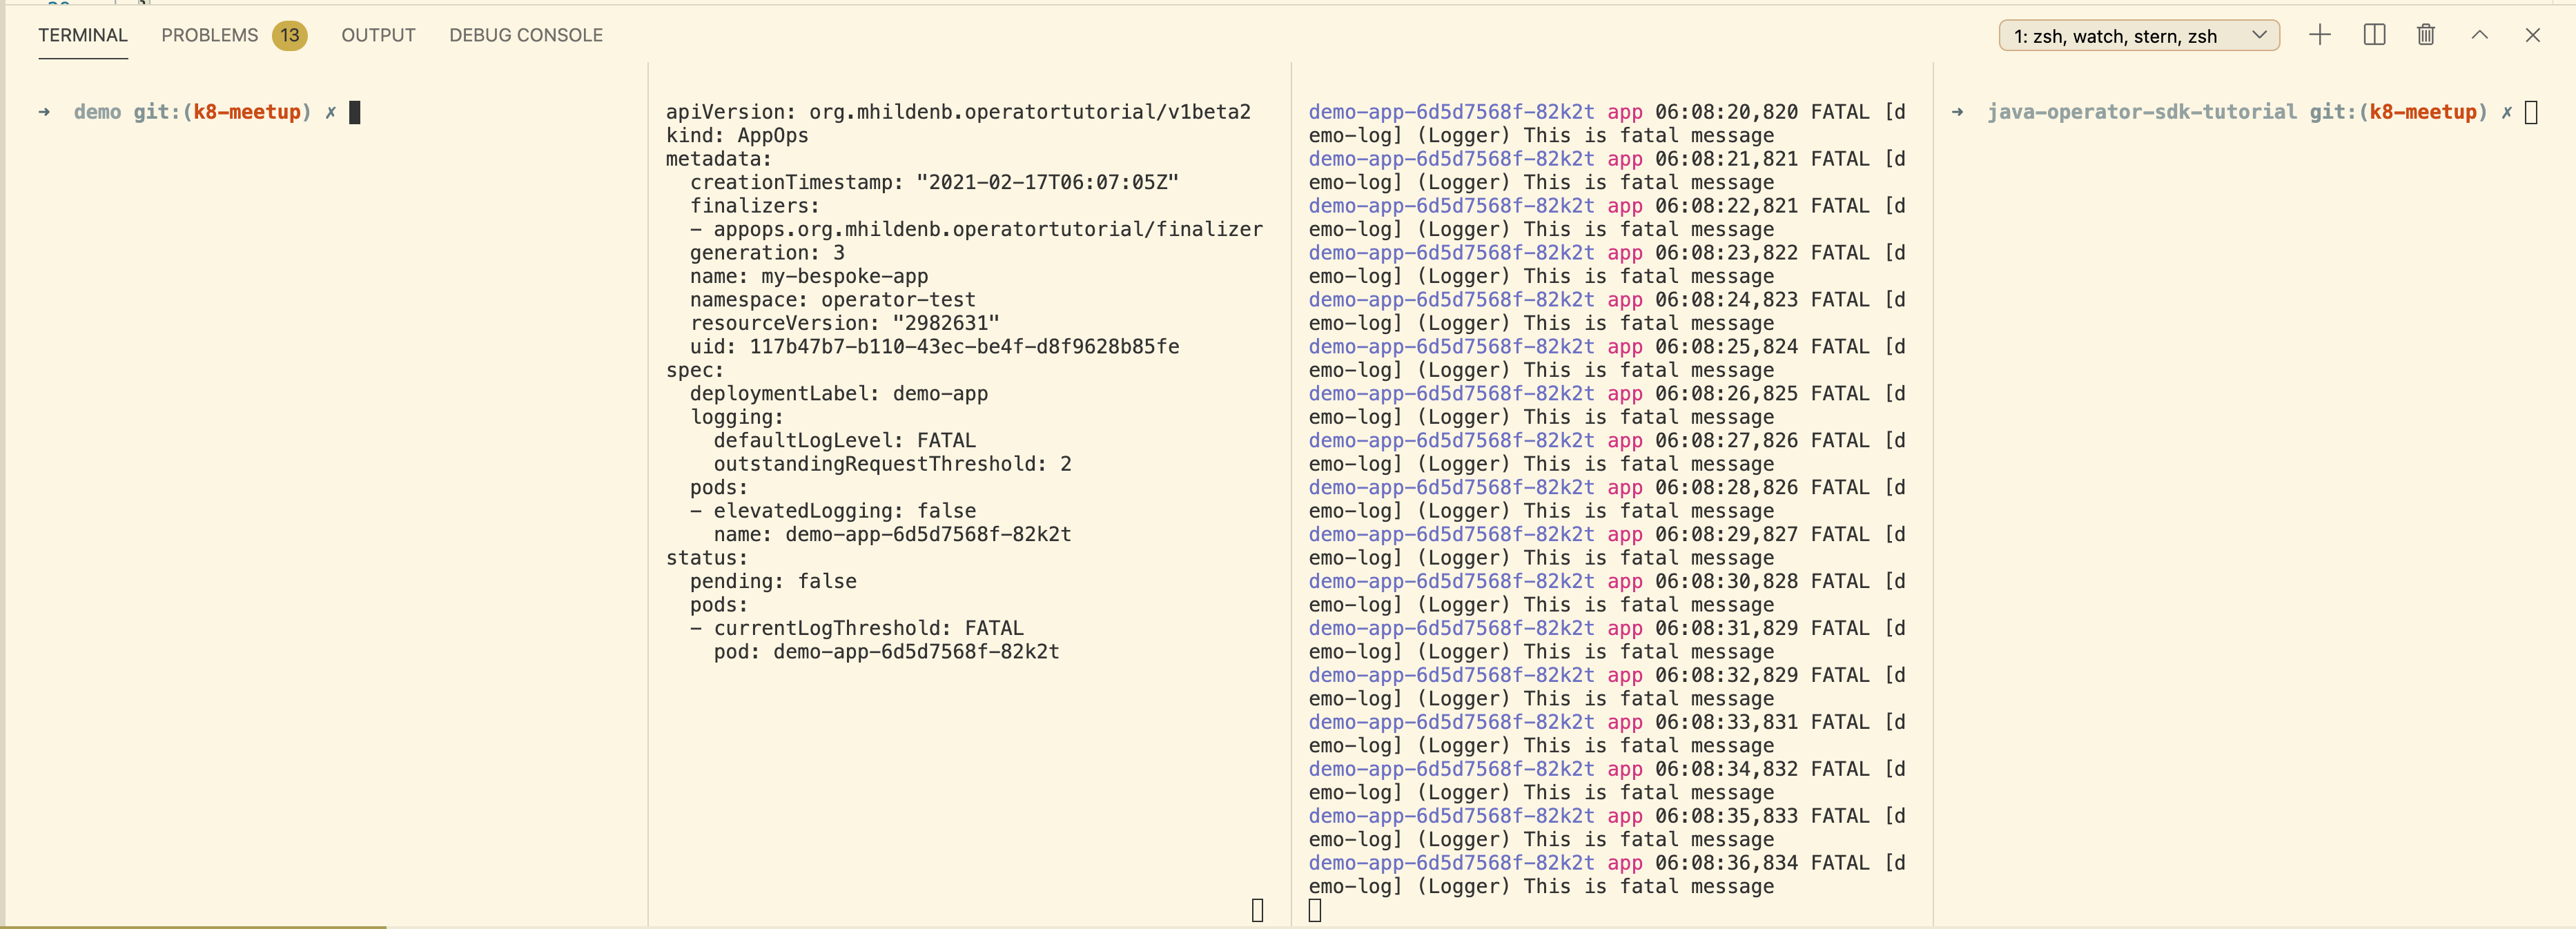 TERMINAL PROBLEMS 13 OUTPUT DEBUG CONSOLE 1: zsh, watch, stern, zsh
➜ demo git:(k8-meetup) ✗
apiVersion: org.mhildenb.operatortutorial/v1beta2
kind: AppOps
metadata:
  creationTimestamp: "2021-02-17T06:07:05Z"
  finalizers:
  - appops.org.mhildenb.operatortutorial/finalizer
  generation: 3
  name: my-bespoke-app
  namespace: operator-test
  resourceVersion: "2982631"
  uid: 117b47b7-b110-43ec-be4f-d8f9628b85fe
spec:
  deploymentLabel: demo-app
  logging:
    defaultLogLevel: FATAL
    outstandingRequestThreshold: 2
  pods:
  - elevatedLogging: false
    name: demo-app-6d5d7568f-82k2t
status:
  pending: false
  pods:
  - currentLogThreshold: FATAL
    pod: demo-app-6d5d7568f-82k2t
demo-app-6d5d7568f-82k2t app 06:08:20,820 FATAL [d
emo-log] (Logger) This is fatal message
demo-app-6d5d7568f-82k2t app 06:08:21,821 FATAL [d
emo-log] (Logger) This is fatal message
demo-app-6d5d7568f-82k2t app 06:08:22,821 FATAL [d
emo-log] (Logger) This is fatal message
demo-app-6d5d7568f-82k2t app 06:08:23,822 FATAL [d
emo-log] (Logger) This is fatal message
demo-app-6d5d7568f-82k2t app 06:08:24,823 FATAL [d
emo-log] (Logger) This is fatal message
demo-app-6d5d7568f-82k2t app 06:08:25,824 FATAL [d
emo-log] (Logger) This is fatal message
demo-app-6d5d7568f-82k2t app 06:08:26,825 FATAL [d
emo-log] (Logger) This is fatal message
demo-app-6d5d7568f-82k2t app 06:08:27,826 FATAL [d
emo-log] (Logger) This is fatal message
demo-app-6d5d7568f-82k2t app 06:08:28,826 FATAL [d
emo-log] (Logger) This is fatal message
demo-app-6d5d7568f-82k2t app 06:08:29,827 FATAL [d
emo-log] (Logger) This is fatal message
demo-app-6d5d7568f-82k2t app 06:08:30,828 FATAL [d
emo-log] (Logger) This is fatal message
demo-app-6d5d7568f-82k2t app 06:08:31,829 FATAL [d
emo-log] (Logger) This is fatal message
demo-app-6d5d7568f-82k2t app 06:08:32,829 FATAL [d
emo-log] (Logger) This is fatal message
demo-app-6d5d7568f-82k2t app 06:08:33,831 FATAL [d
emo-log] (Logger) This is fatal message
demo-app-6d5d7568f-82k2t app 06:08:34,832 FATAL [d
emo-log] (Logger) This is fatal message
demo-app-6d5d7568f-82k2t app 06:08:35,833 FATAL [d
emo-log] (Logger) This is fatal message
demo-app-6d5d7568f-82k2t app 06:08:36,834 FATAL [d
emo-log] (Logger) This is fatal message
➜ java-operator-sdk-tutorial git:(k8-meetup) ✗